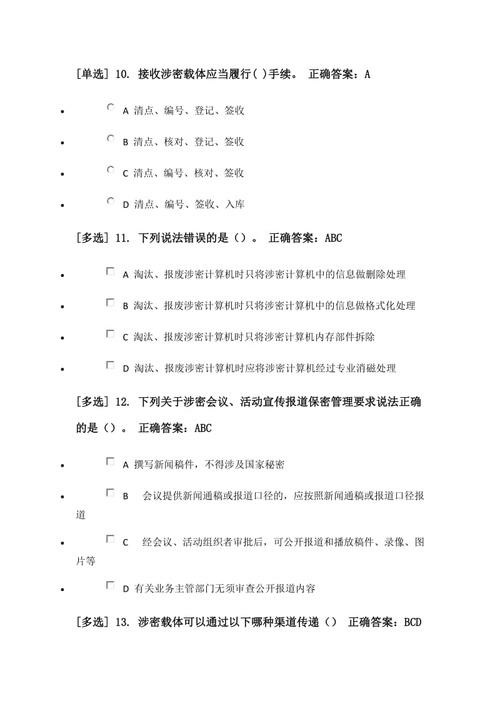 [单选] 10. 接收涉密载体应当履行( )手续。 正确答案：A
A 清点、编号、登记、签收
B 清点、核对、登记、签收
C 清点、编号、核对、签收
D 清点、编号、签收、入库
[多选] 11. 下列说法错误的是（）。 正确答案：ABC
A 淘汰、报废涉密计算机时只将涉密计算机中的信息做删除处理
B 淘汰、报废涉密计算机时只将涉密计算机中的信息做格式化处理
C 淘汰、报废涉密计算机时只将涉密计算机内存部件拆除
D 淘汰、报废涉密计算机时应将涉密计算机经过专业消磁处理
[多选] 12. 下列关于涉密会议、活动宣传报道保密管理要求说法正确
的是（）。 正确答案：ABC
A 撰写新闻稿件，不得涉及国家秘密
B 会议提供新闻通稿或报道口径的，应按照新闻通稿或报道口径报
道
C 经会议、活动组织者审批后，可公开报道和播放稿件、录像、图
片等
D 有关业务主管部门无须审查公开报道内容
[多选] 13. 涉密载体可以通过以下哪种渠道传递（） 正确答案：BCD